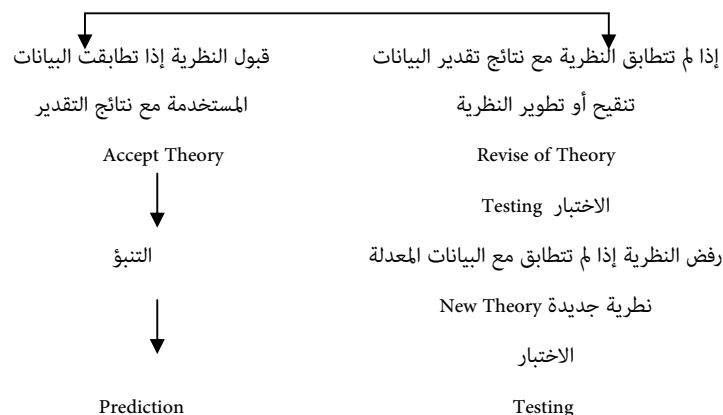 إذا لم تتطابق النظرية مع نتائج تقدير البيانات
تنقيح أو تطوير النظرية
Revise of Theory
الاختبار Testing
رفض النظرية إذا لم تتطابق مع البيانات المعدلة
نطرية جديدة New Theory
الاختبار
Testing
قبول النظرية إذا تطابقت البيانات
المستخدمة مع نتائج التقدير
Accept Theory
التنبؤ
Prediction